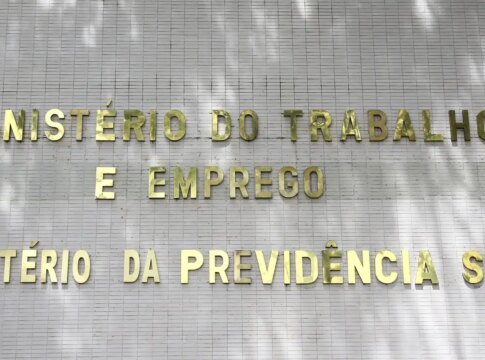 NISTÉRIO DO TRABALHO
E EMPREGO
TÉRIO DA PREVIDÊNCIA S